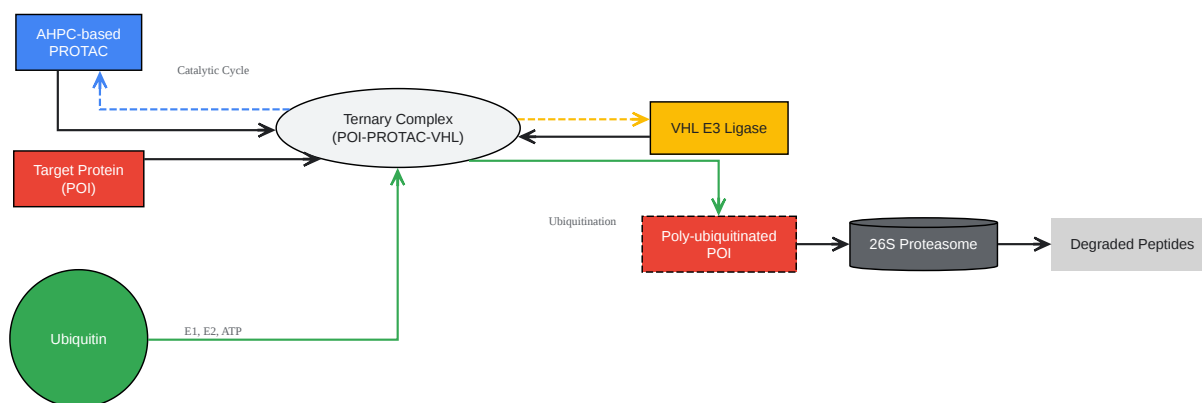 AHPC-based
PROTAC
Catalytic Cycle
Ternary Complex
(POI-PROTAC-VHL)
VHL E3 Ligase
Target Protein
(POI)
Ubiquitination
Poly-ubiquitinated
POI
26S Proteasome
Degraded Peptides
Ubiquitin
E1, E2, ATP